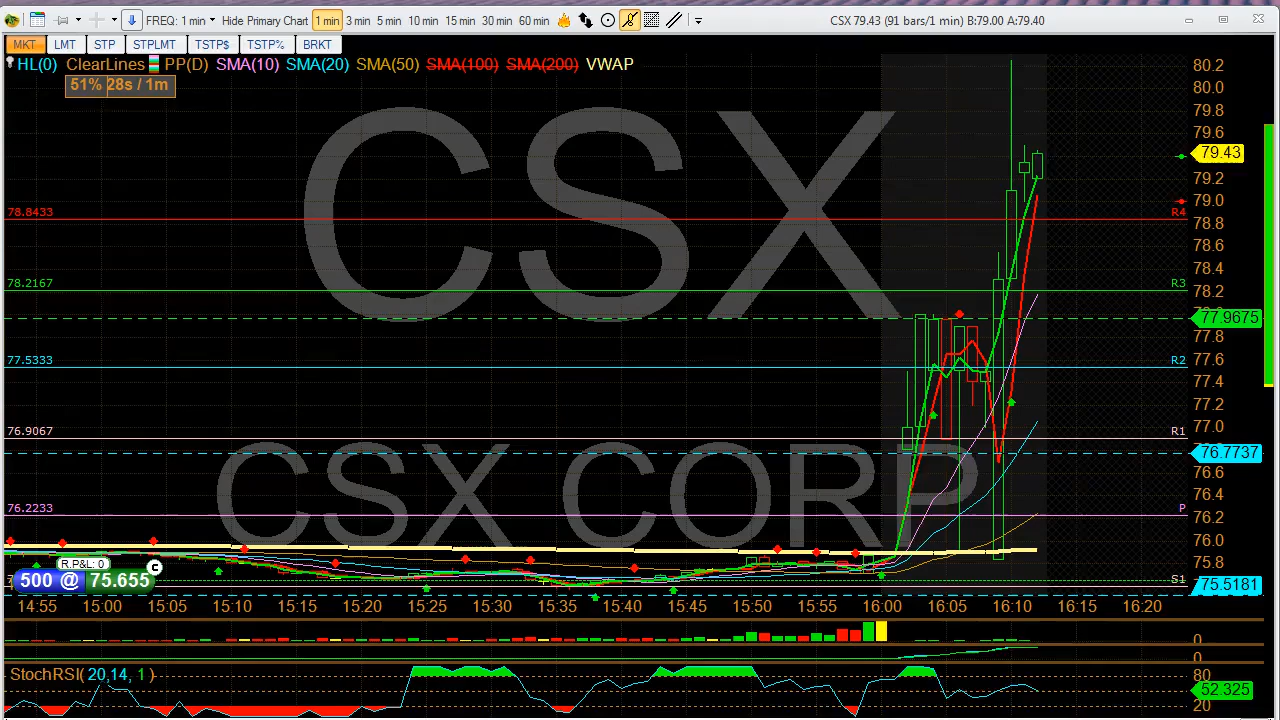 FREQ: 1 min Hide Primary Chart 1 min 3 min 5 min 10 min 15 min 30 min 60 min CSX 79.43 (91 bars/1 min) B:79.00 A:79.40
MKT LMT STP STPLMT TSTP$ TSTP% BRKT
HL(0) ClearLines PP(D) SMA(10) SMA(20) SMA(50) SMA(100) SMA(200) VWAP
51% 28s / 1m
CSX
CSX CORP
80.2
80.0
79.8
79.6
79.43
79.2
79.0
78.8433 R4
78.8
78.6
78.4
78.2167 R3
78.2
77.9675
77.8
77.5333 R2
77.6
77.4
77.2
77.0
76.9067 R1
76.7737
76.6
76.4
76.2233 P
76.2
76.0
75.8
R.P&L: 0 C
500 @ 75.655
S1
75.5181
14:55 15:00 15:05 15:10 15:15 15:20 15:25 15:30 15:35 15:40 15:45 15:50 15:55 16:00 16:05 16:10 16:15 16:20
0
0
StochRSI( 20,14, 1 )
80
52.325
20